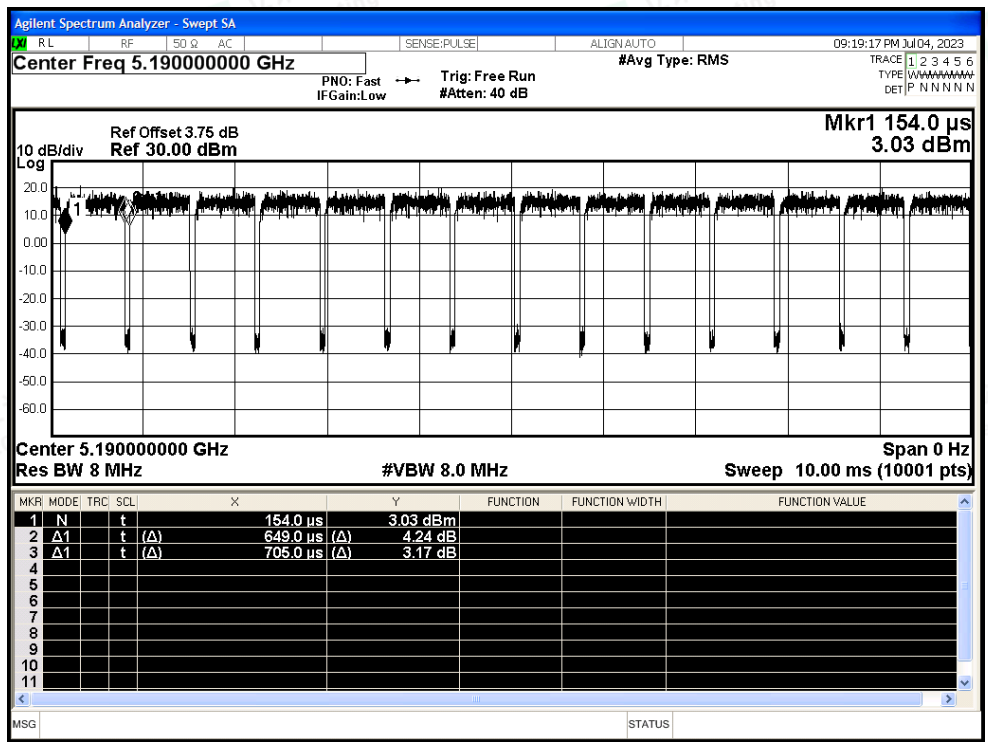 Agilent Spectrum Analyzer - Swept SA
LXI RL RF 50 Ω AC SENSE:PULSE ALIGN AUTO 09:19:17 PM Jul 04, 2023
Center Freq 5.190000000 GHz #Avg Type: RMS TRACE 1 2 3 4 5 6
PNO: Fast Trig: Free Run TYPE
IFGain:Low #Atten: 40 dB DET P N N N N N
Mkr1 154.0 µs
Ref Offset 3.75 dB
10 dB/div Ref 30.00 dBm 3.03 dBm
Log
20.0
1
10.0
0.00
-10.0
-20.0
-30.0
-40.0
-50.0
-60.0
Center 5.190000000 GHz Span 0 Hz
Res BW 8 MHz #VBW 8.0 MHz Sweep 10.00 ms (10001 pts)
MKR MODE TRC SCL X Y FUNCTION FUNCTION WIDTH FUNCTION VALUE
1 N t 154.0 µs 3.03 dBm
2 Δ1 t (Δ) 649.0 µs (Δ) 4.24 dB
3 Δ1 t (Δ) 705.0 µs (Δ) 3.17 dB
4
5
6
7
8
9
10
11
MSG STATUS